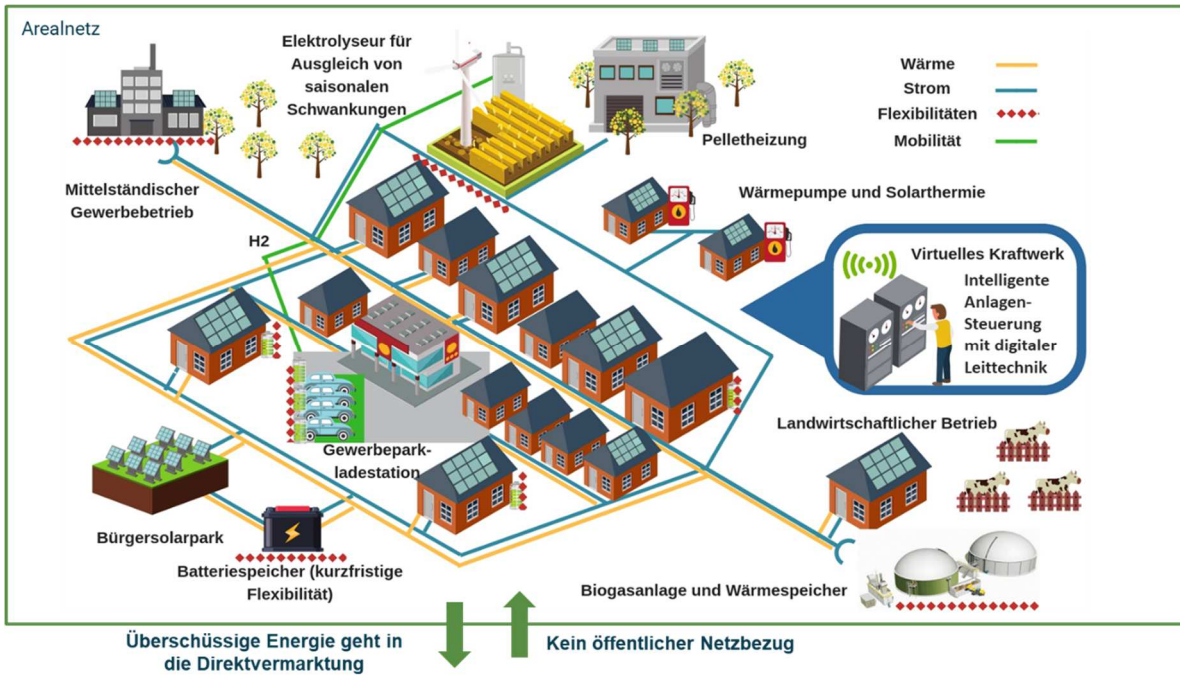 Arealnetz
Elektrolyseur für
Ausgleich von
saisonalen
Schwankungen
Wärme
Strom
Flexibilitäten
Mobilität
Pelletheizung
Mittelständischer
Gewerbebetrieb
Wärmepumpe und Solarthermie
H2
Virtuelles Kraftwerk
Intelligente
Anlagen-
Steuerung
mit digitaler
Leittechnik
Landwirtschaftlicher Betrieb
Gewerbepark-
ladestation
Bürgersolarpark
Batteriespeicher (kurzfristige
Flexibilität)
Biogasanlage und Wärmespeicher
Überschüssige Energie geht in
die Direktvermarktung
Kein öffentlicher Netzbezug